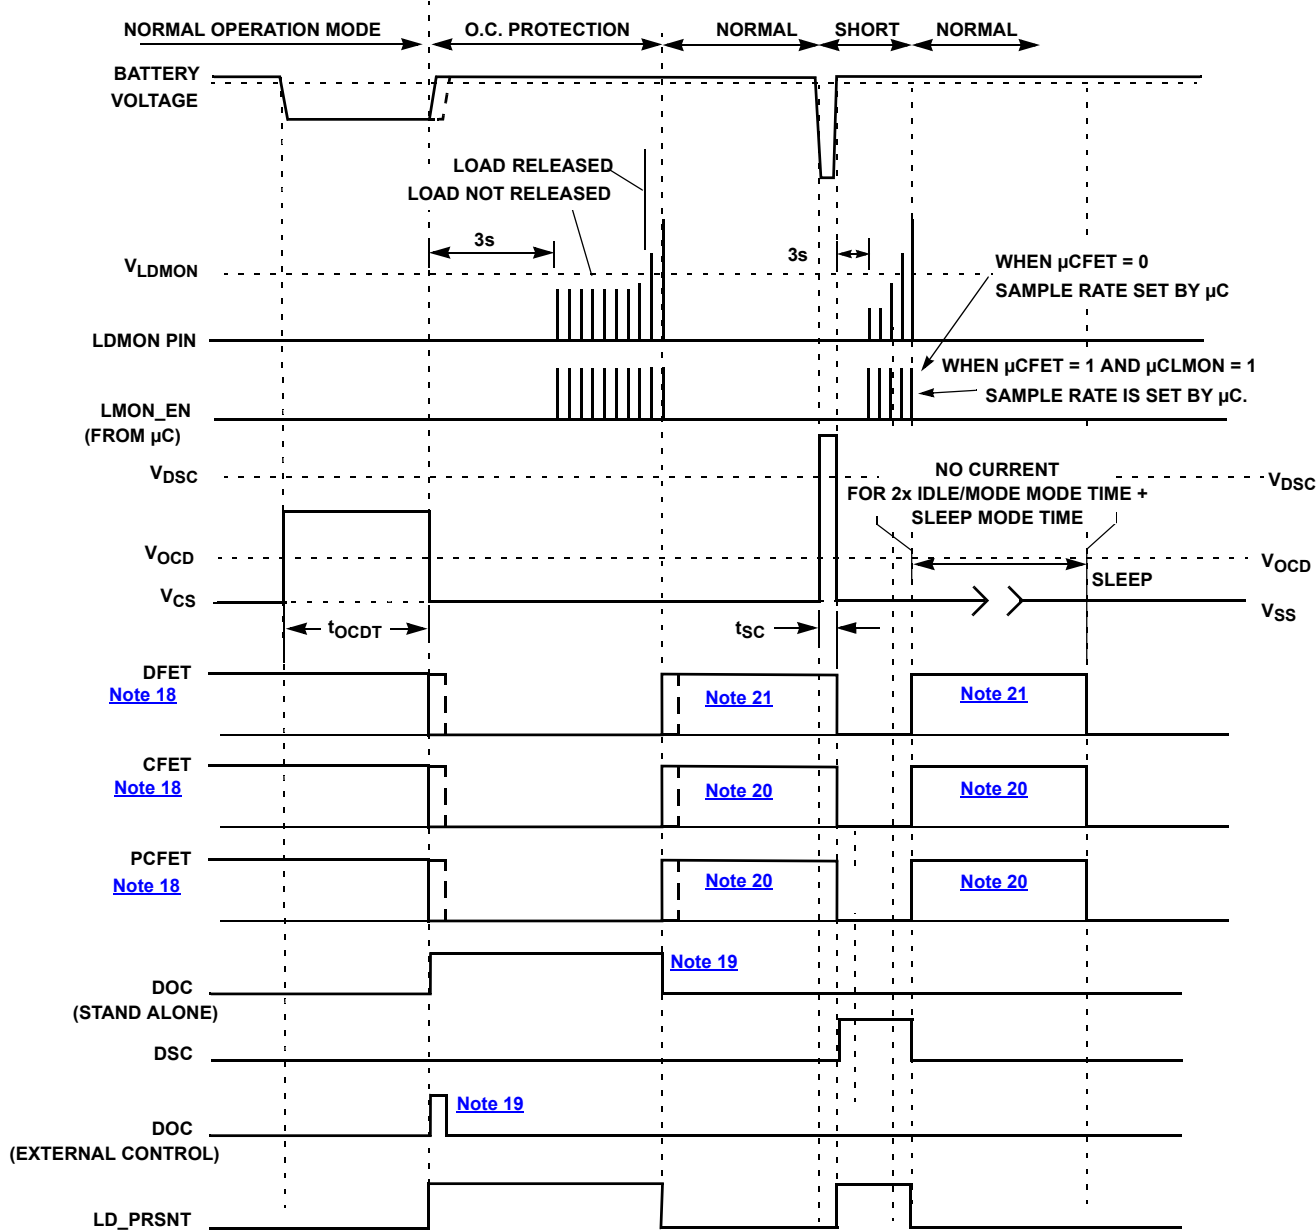 NORMAL OPERATION MODE O.C. PROTECTION NORMAL SHORT NORMAL
BATTERY
VOLTAGE
LOAD RELEASED
LOAD NOT RELEASED
3s
3s
VLDMON
WHEN µCFET = 0
SAMPLE RATE SET BY µC
LDMON PIN
WHEN µCFET = 1 AND µCLMON = 1
SAMPLE RATE IS SET BY µC.
LMON_EN
(FROM µC)
VDSC
NO CURRENT
FOR 2x IDLE/MODE MODE TIME +
SLEEP MODE TIME
VDSC
VOCD
VOCD
SLEEP
VCS
VSS
tOCDT
tSC
DFET
Note 18
Note 21
Note 21
CFET
Note 18
Note 20
Note 20
PCFET
Note 18
Note 20
Note 20
Note 19
DOC
(STAND ALONE)
DSC
Note 19
DOC
(EXTERNAL CONTROL)
LD_PRSNT